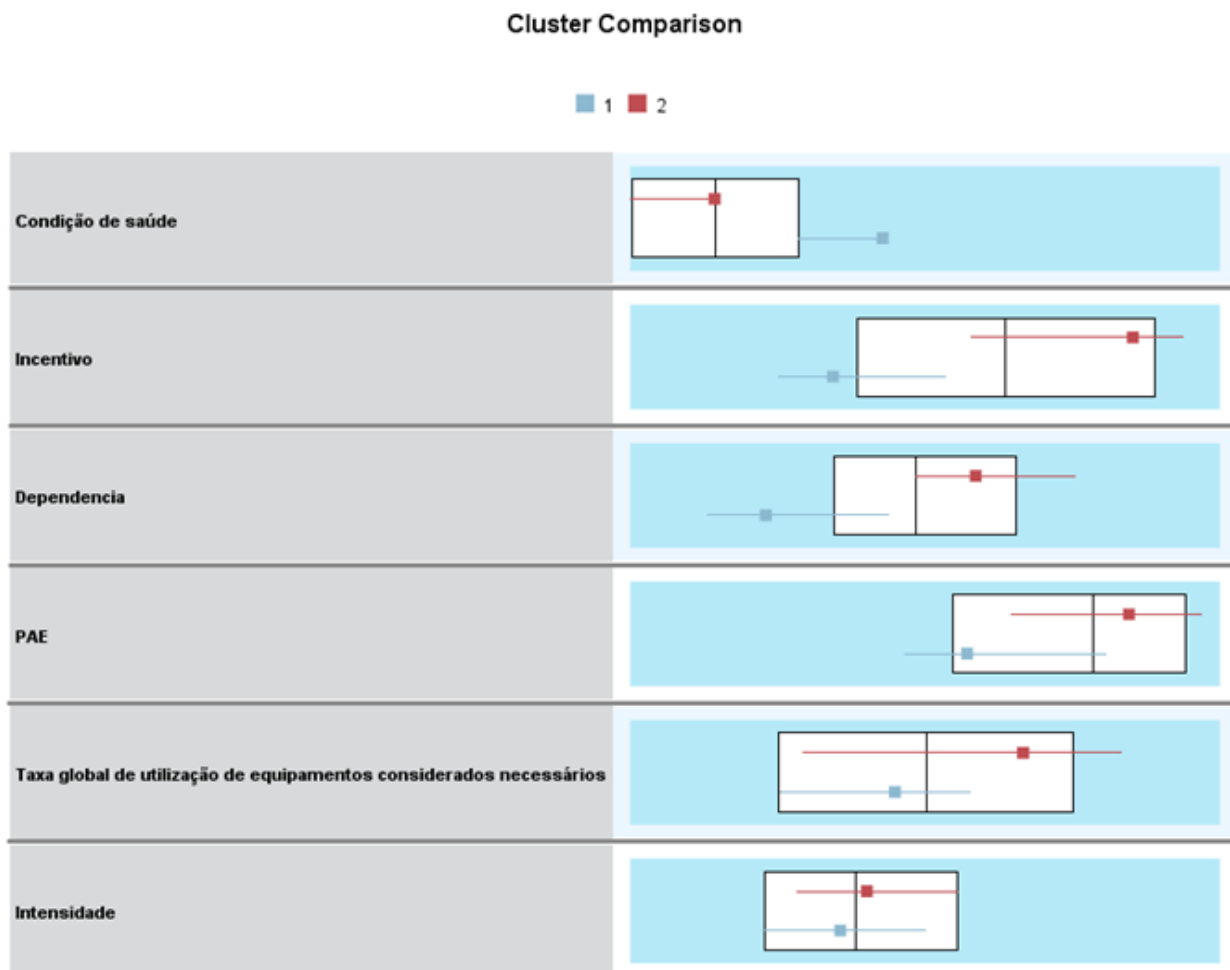 Cluster Comparison
1 2
Condição de saúde
Incentivo
Dependencia
PAE
Taxa global de utilização de equipamentos considerados necessários
Intensidade